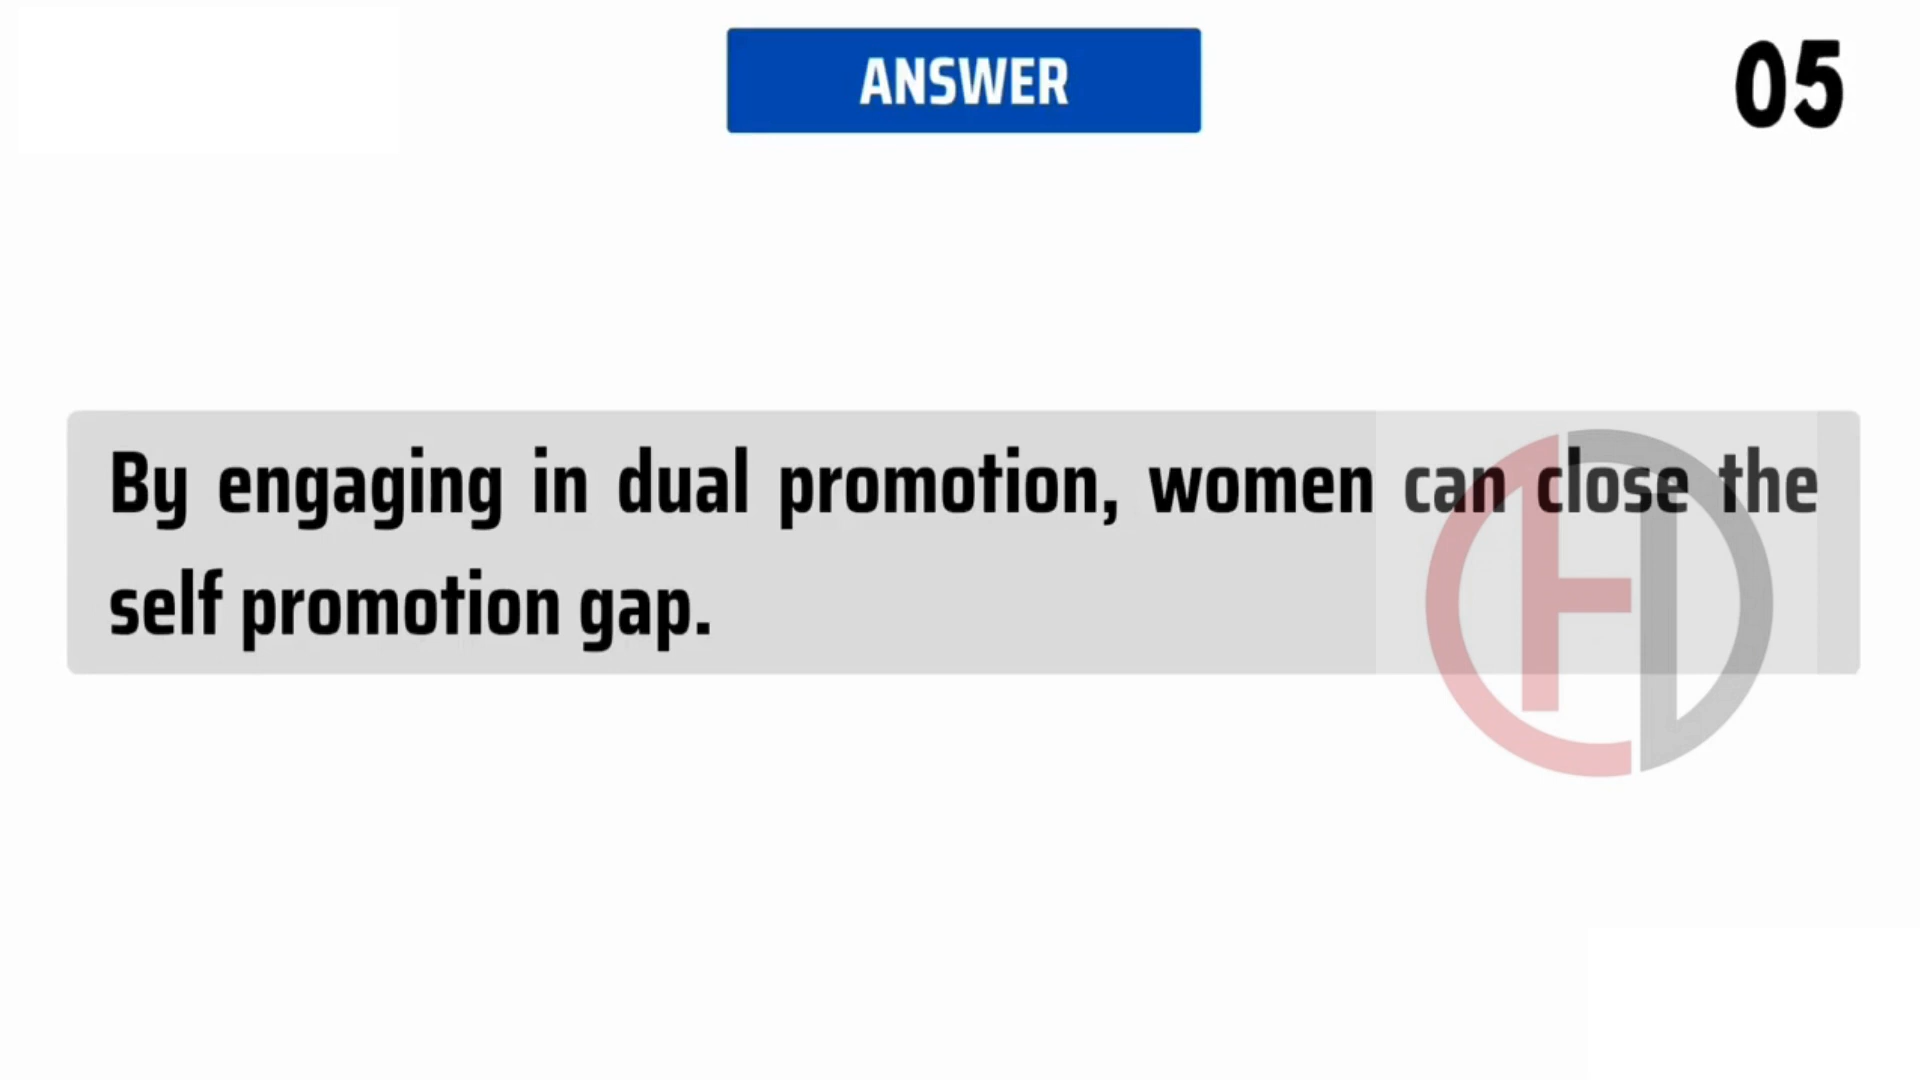 ANSWER
05
By engaging in dual promotion, women can close the
self promotion gap.